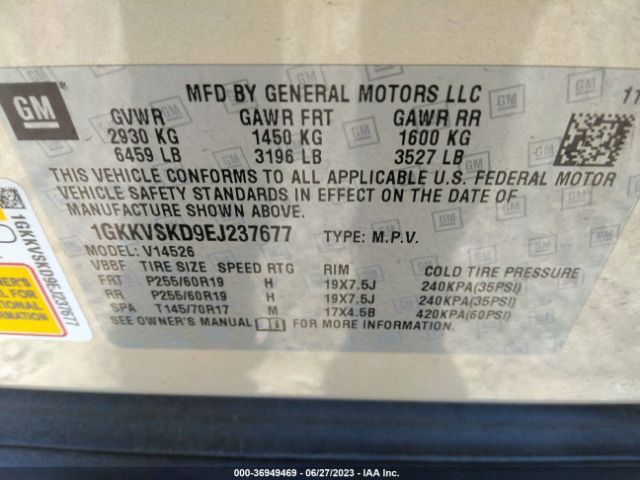 GM
MFD BY GENERAL MOTORS LLC
11
GVWR GAWR FRT GAWR RR
2930 KG 1450 KG 1600 KG
6459 LB 3196 LB 3527 LB
THIS VEHICLE CONFORMS TO ALL APPLICABLE U.S. FEDERAL MOTOR
VEHICLE SAFETY STANDARDS IN EFFECT ON THE DATE OF
MANUFACTURE SHOWN ABOVE.
1GKKVSKD9EJ237677 TYPE: M.P.V.
MODEL: V14526
VBBF TIRE SIZE SPEED RTG RIM COLD TIRE PRESSURE
FRT P255/60R19 H 19X7.5J 240KPA(35PSI)
RR P255/60R19 H 19X7.5J 240KPA(35PSI)
SPA T145/70R17 M 17X4.5B 420KPA(60PSI)
SEE OWNER'S MANUAL FOR MORE INFORMATION.
1GKKVSKD9EJ237677
OWNER'S
FOR
000-36949469 - 06/27/2023 - IAA Inc.